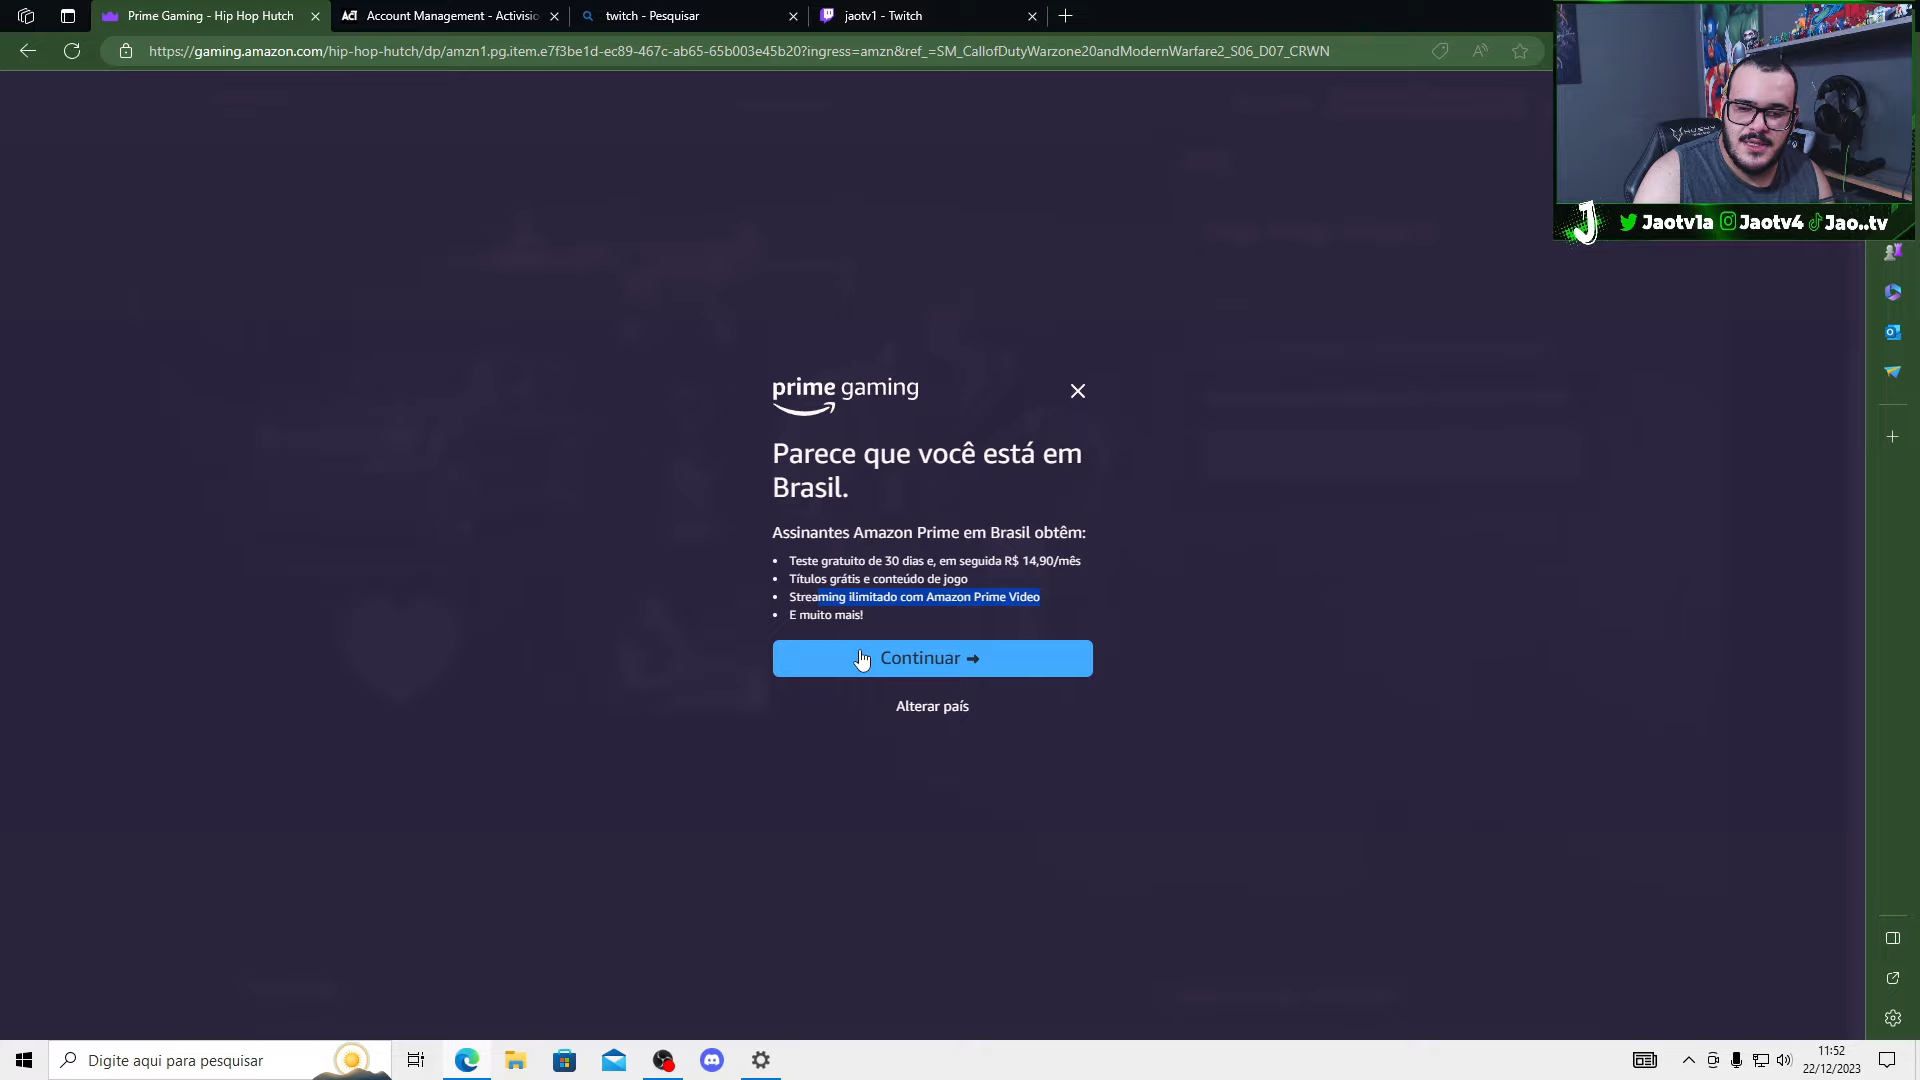 Prime Gaming - Hip Hop Hutch
Account Management - Activisio
twitch - Pesquisar
jaotv1 - Twitch
https://gaming.amazon.com/hip-hop-hutch/dp/amzn1.pg.item.e7f3be1d-ec89-467c-ab65-65b003e45b20?ingress=amzn&ref_=SM_CallofDutyWarzone20andModernWarfare2_S06_D07_CRWN
HUSKY
J Jaotv1a Jaotv4 Jao..tv
prime gaming
Parece que você está em
Brasil.
Assinantes Amazon Prime em Brasil obtêm:
• Teste gratuito de 30 dias e, em seguida R$ 14,90/mês
• Títulos grátis e conteúdo de jogo
• Streaming ilimitado com Amazon Prime Video
• E muito mais!
Continuar ➜
Alterar país
Digite aqui para pesquisar
11:52
22/12/2023